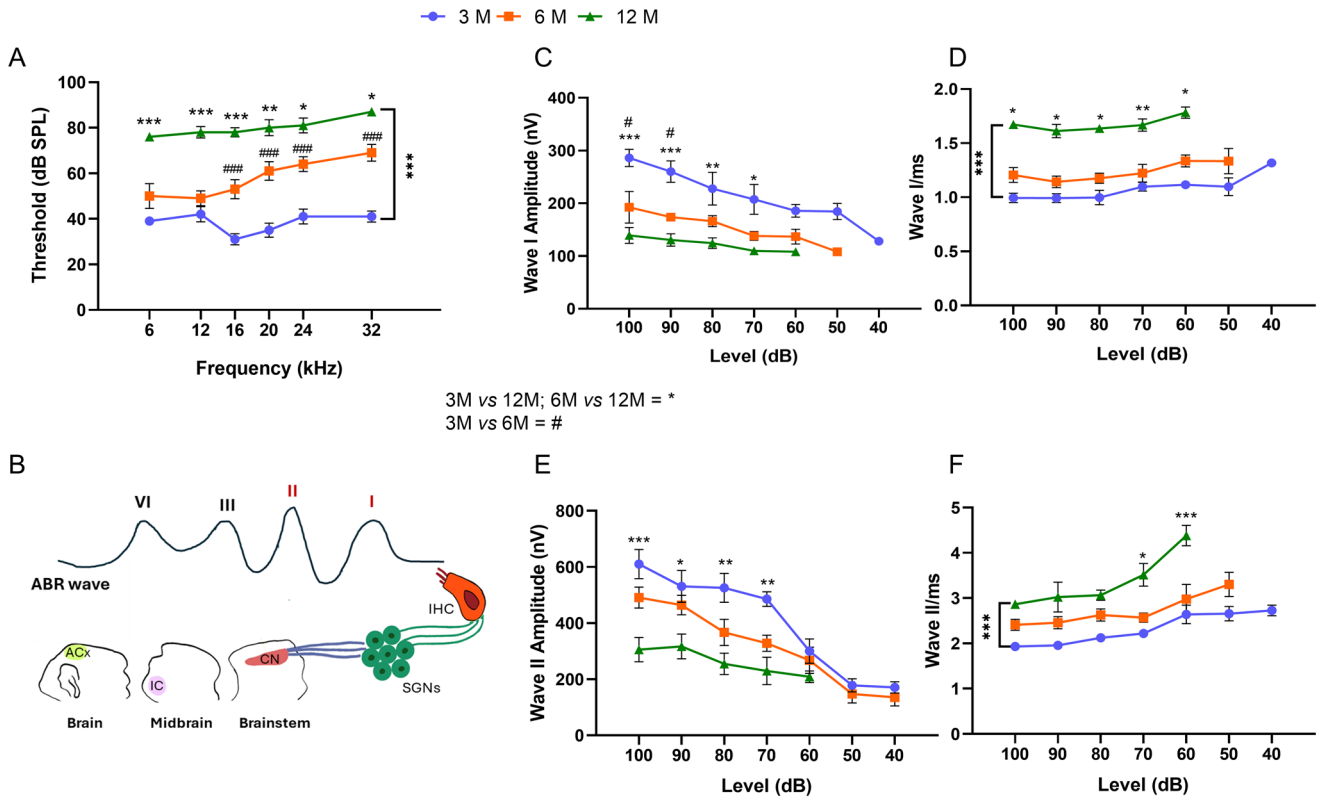 3 M 6 M 12 M
A
Threshold (dB SPL)
100
80
60
40
20
0
*** *** *** ** * *
### ### ### ###
***
6 12 16 20 24 32
Frequency (kHz)
C
Wave I Amplitude (nV)
400
300
200
100
0
# #
*** *** ** *
100 90 80 70 60 50 40
Level (dB)
D
Wave I/ms
2.0
1.5
1.0
0.5
0.0
* * * ** *
***
100 90 80 70 60 50 40
Level (dB)
3M vs 12M; 6M vs 12M = *
3M vs 6M = #
B
VI III II I
ABR wave
IHC
ACx IC CN
SGNs
Brain Midbrain Brainstem
E
Wave II Amplitude (nV)
800
600
400
200
0
*** * ** **
100 90 80 70 60 50 40
Level (dB)
F
Wave II/ms
5
4
3
2
1
0
* ***
***
100 90 80 70 60 50 40
Level (dB)